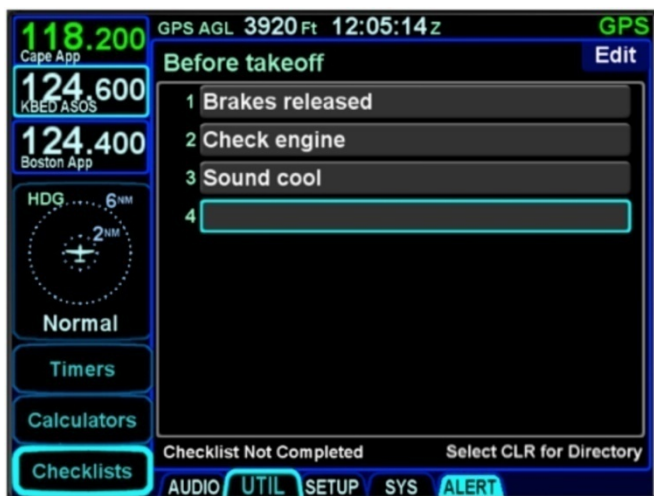 118.200
Cape App
124.600
KBED ASOS
124.400
Boston App
HDG 6NM
2NM
Normal
Timers
Calculators
Checklists
GPS AGL 3920 Ft 12:05:14 Z GPS
Before takeoff Edit
1 Brakes released
2 Check engine
3 Sound cool
4
Checklist Not Completed Select CLR for Directory
AUDIO UTIL SETUP SYS ALERT